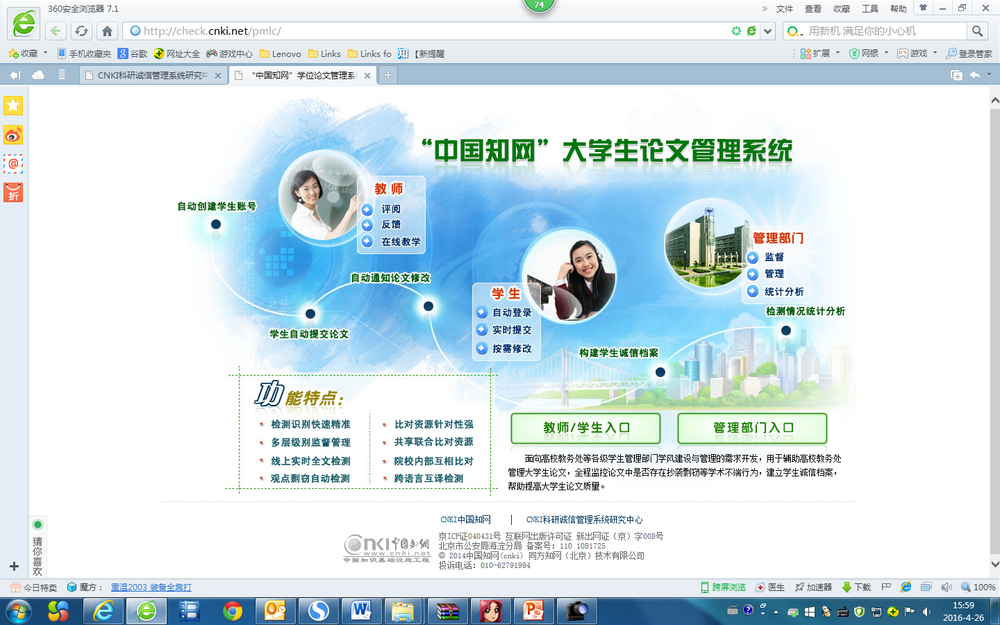 360安全浏览器 7.1
74
文件 查看 收藏 工具 帮助
http://check.cnki.net/pmlc/
用新机 满足你的小心机
收藏 手机收藏夹 谷歌 网址大全 游戏中心 Lenovo Links Links fo 【新提醒
扩展 网银 游戏 登录管家
CNKI科研诚信管理系统研究中
“中国知网”学位论文管理系
“中国知网”大学生论文管理系统
教师
评阅
反馈
在线教学
自动创建学生账号
管理部门
监督
管理
统计分析
自动通知论文修改
学生
自动登录
实时提交
按需修改
检测情况统计分析
学生自动提交论文
构建学生诚信档案
功能特点：
检测识别快速精准
多层级别监督管理
线上实时全文检测
观点剽窃自动检测
比对资源针对性强
共享联合比对资源
院校内部互相比对
跨语言互译检测
教师/学生入口
管理部门入口
面向高校教务处等各级学生管理部门学风建设与管理的需求开发，用于辅助高校教务处
管理大学生论文，全程监控论文中是否存在抄袭剽窃等学术不端行为，建立学生诚信档案，
帮助提高大学生论文质量。
CNKI中国知网 | CNKI科研诚信管理系统研究中心
cnki中国知网
www.cnki.net
中国知识基础设施工程
京ICP证040431号 互联网出版许可证 新出网证（京）字008号
北京市公安局海淀分局 备案号：110 1081725
© 2014中国知网(cnki) 同方知网（北京）技术有限公司
投诉电话：010-62791994
折
猜你喜欢
今日特卖 魔方： 重温2003 装备全靠打
跨屏浏览 医生 加速器 下载 100%
15:59
2016-4-26